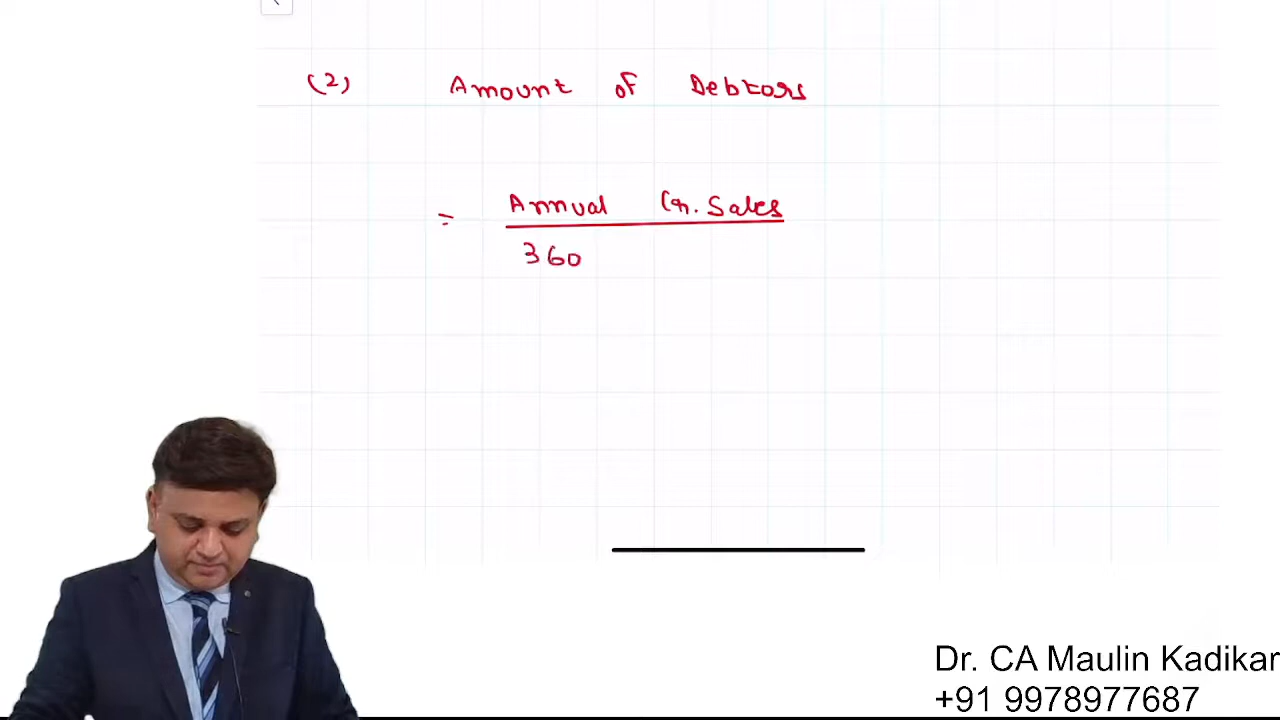 (2) Amount of Debtors
= Annual Cr. Sales
360
Dr. CA Maulin Kadikar
+91 9978977687